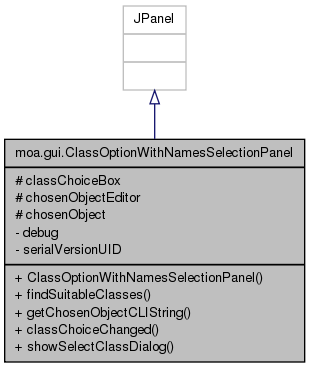 JPanel
moa.gui.ClassOptionWithNamesSelectionPanel
# classChoiceBox
# chosenObjectEditor
# chosenObject
- debug
- serialVersionUID
+ ClassOptionWithNamesSelectionPanel()
+ findSuitableClasses()
+ getChosenObjectCLIString()
+ classChoiceChanged()
+ showSelectClassDialog()